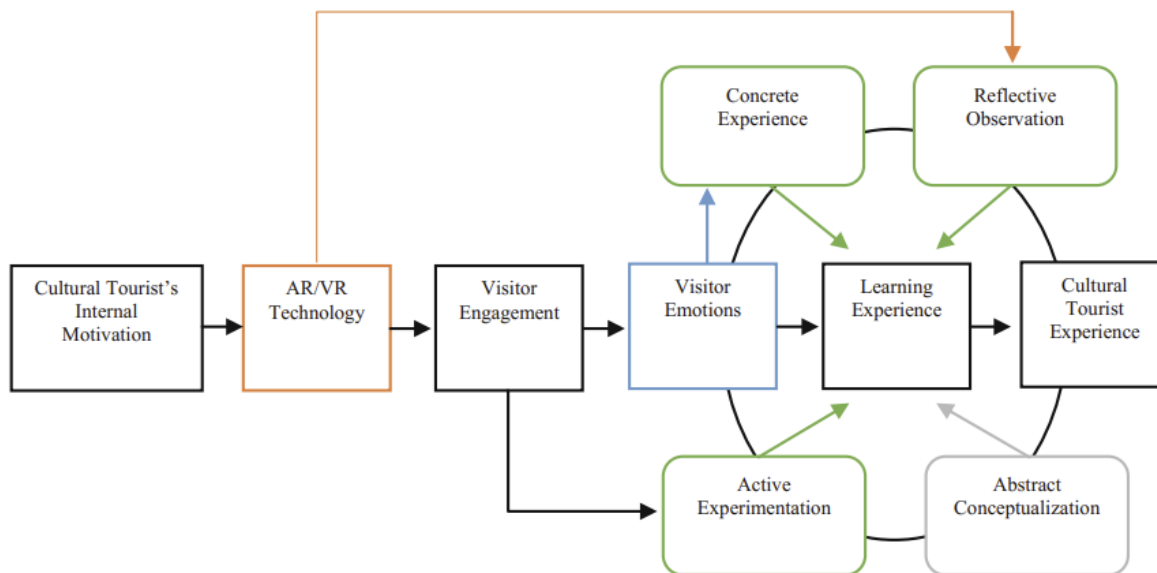 Concrete
Experience
Reflective
Observation
Cultural Tourist’s
Internal
Motivation
AR/VR
Technology
Visitor
Engagement
Visitor
Emotions
Learning
Experience
Cultural
Tourist
Experience
Active
Experimentation
Abstract
Conceptualization